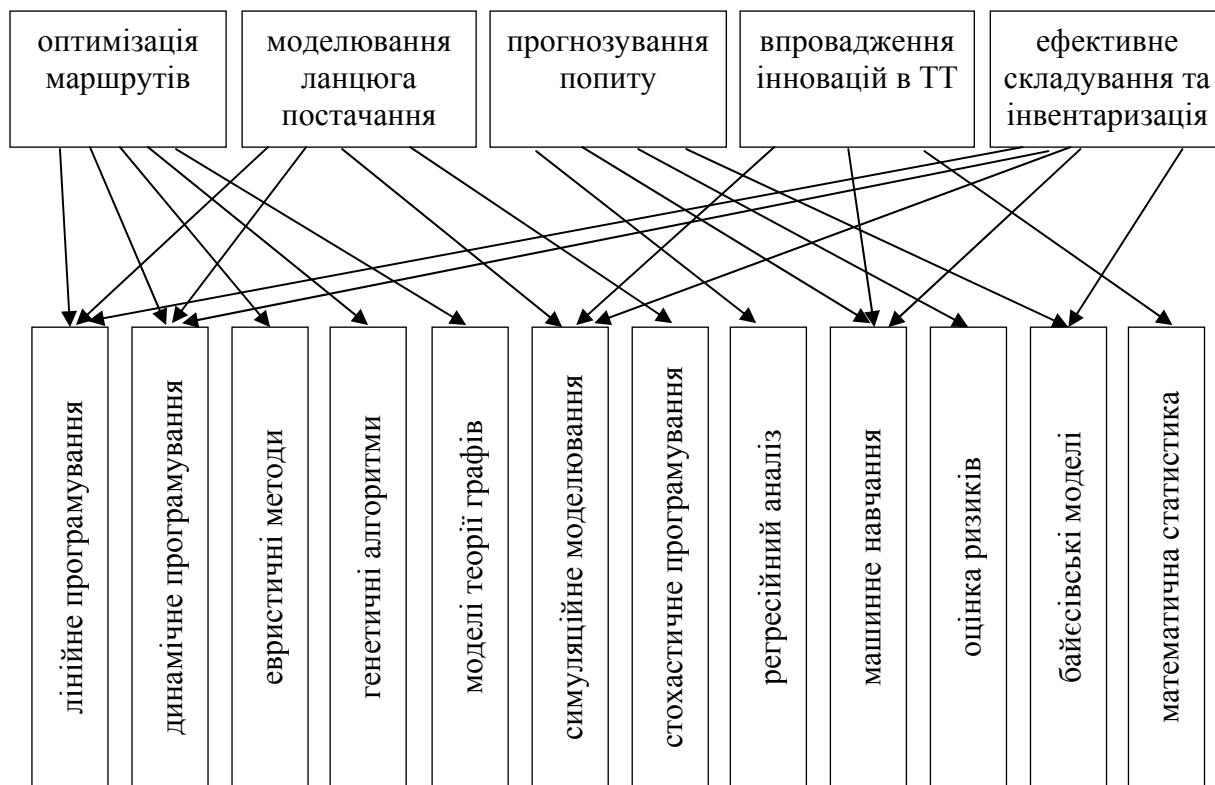 оптимізація
маршрутів
моделювання
ланцюга
постачання
прогнозування
попиту
впровадження
інновацій в ТТ
ефективне
складування та
інвентаризація
лінійне програмування
динамічне програмування
евристичні методи
генетичні алгоритми
моделі теорії графів
симуляційне моделювання
стохастичне програмування
регресійний аналіз
машинне навчання
оцінка ризиків
байєсівські моделі
математична статистика